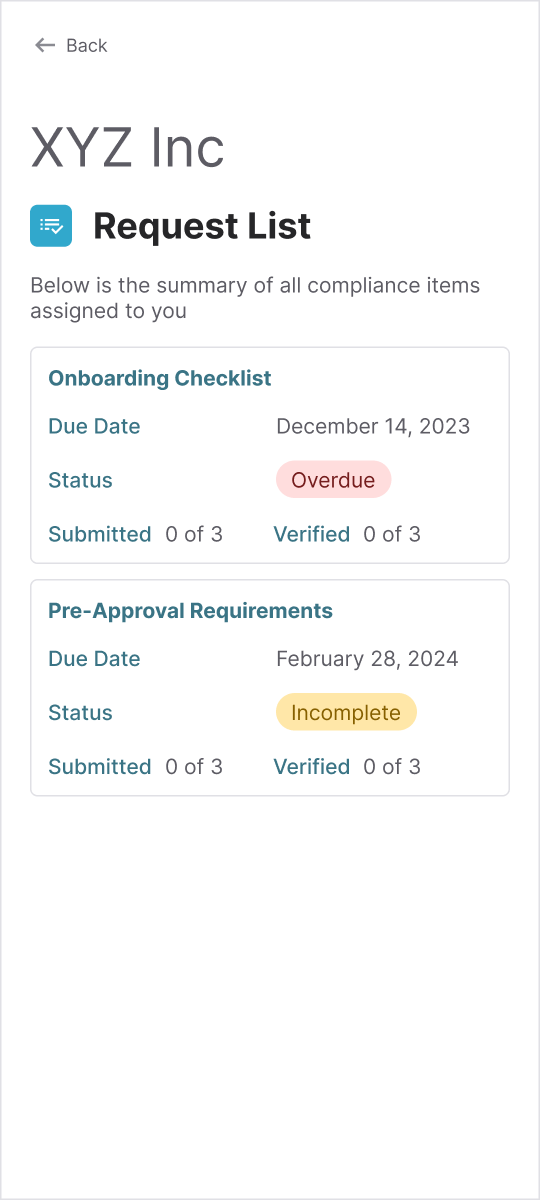 Back
XYZ Inc
Request List
Below is the summary of all compliance items
assigned to you
Onboarding Checklist
Due Date December 14, 2023
Status Overdue
Submitted 0 of 3 Verified 0 of 3
Pre-Approval Requirements
Due Date February 28, 2024
Status Incomplete
Submitted 0 of 3 Verified 0 of 3